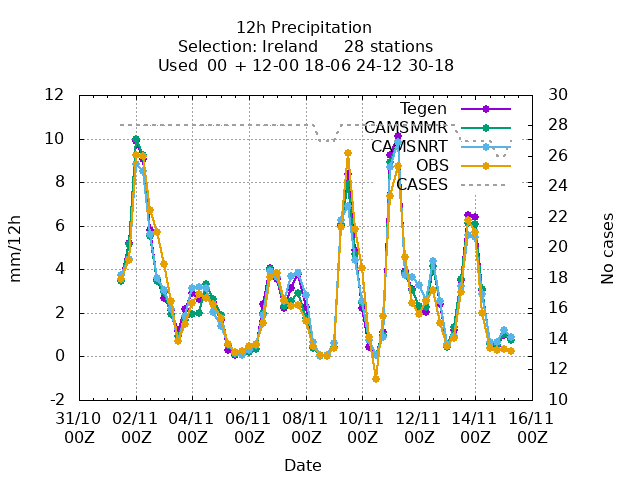 12h Precipitation
Selection: Ireland 28 stations
Used 00 + 12-00 18-06 24-12 30-18
Tegen
CAMSMMR
CAMSNRT
OBS
CASES
mm/12h
12
10
8
6
4
2
0
-2
No cases
30
28
26
24
22
20
18
16
14
12
10
31/10 02/11 04/11 06/11 08/11 10/11 12/11 14/11 16/11
00Z 00Z 00Z 00Z 00Z 00Z 00Z 00Z 00Z
Date